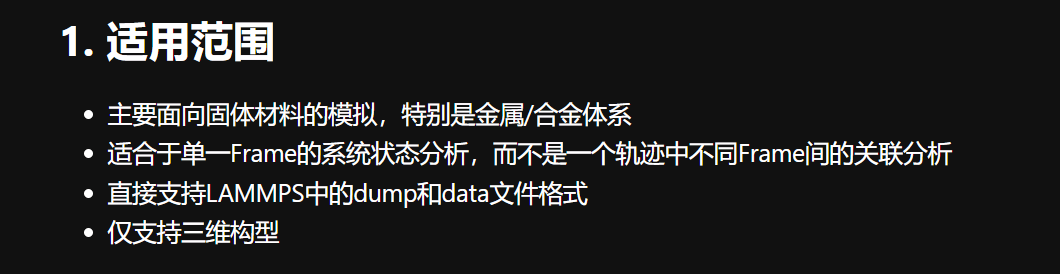 1. 适用范围
• 主要面向固体材料的模拟，特别是金属/合金体系
• 适合于单一Frame的系统状态分析，而不是一个轨迹中不同Frame间的关联分析
• 直接支持LAMMPS中的dump和data文件格式
• 仅支持三维构型